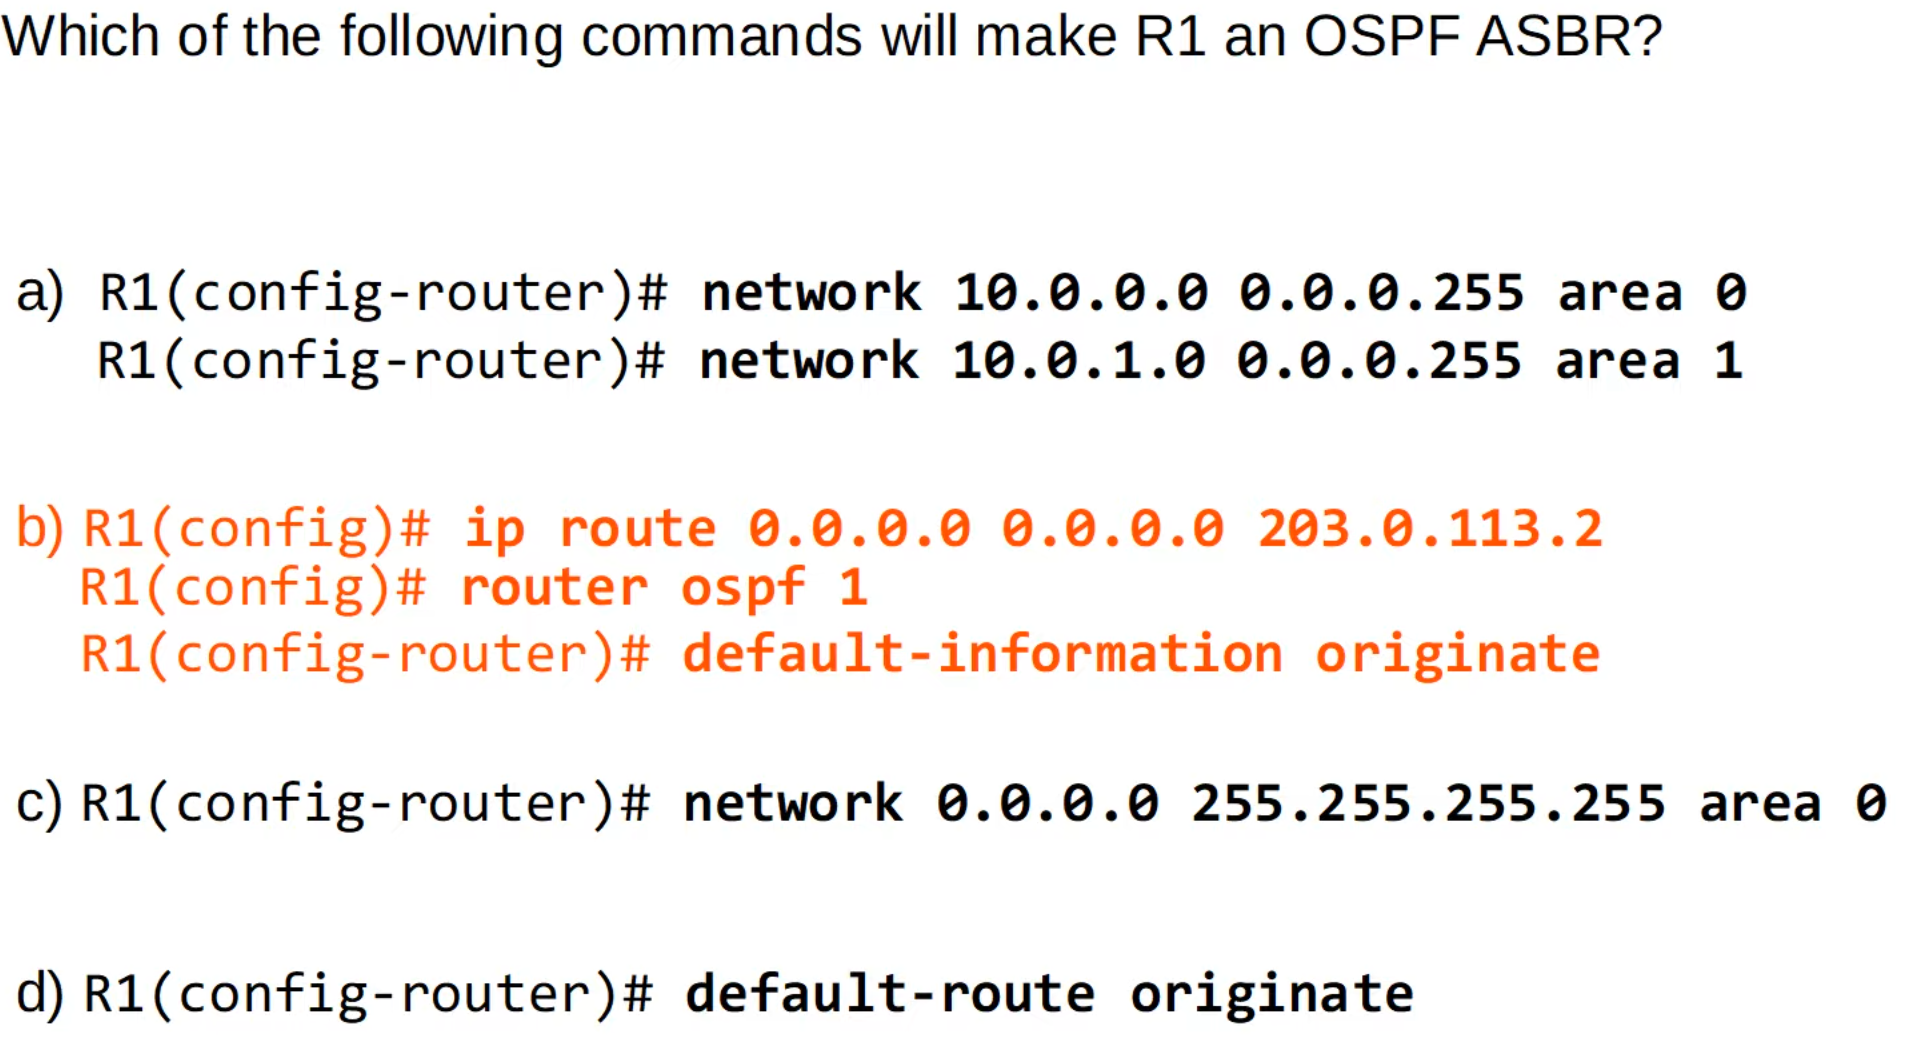 Which of the following commands will make R1 an OSPF ASBR?
a) R1(config-router)# network 10.0.0.0 0.0.0.255 area 0
R1(config-router)# network 10.0.1.0 0.0.0.255 area 1
b) R1(config)# ip route 0.0.0.0 0.0.0.0 203.0.113.2
R1(config)# router ospf 1
R1(config-router)# default-information originate
c) R1(config-router)# network 0.0.0.0 255.255.255.255 area 0
d) R1(config-router)# default-route originate